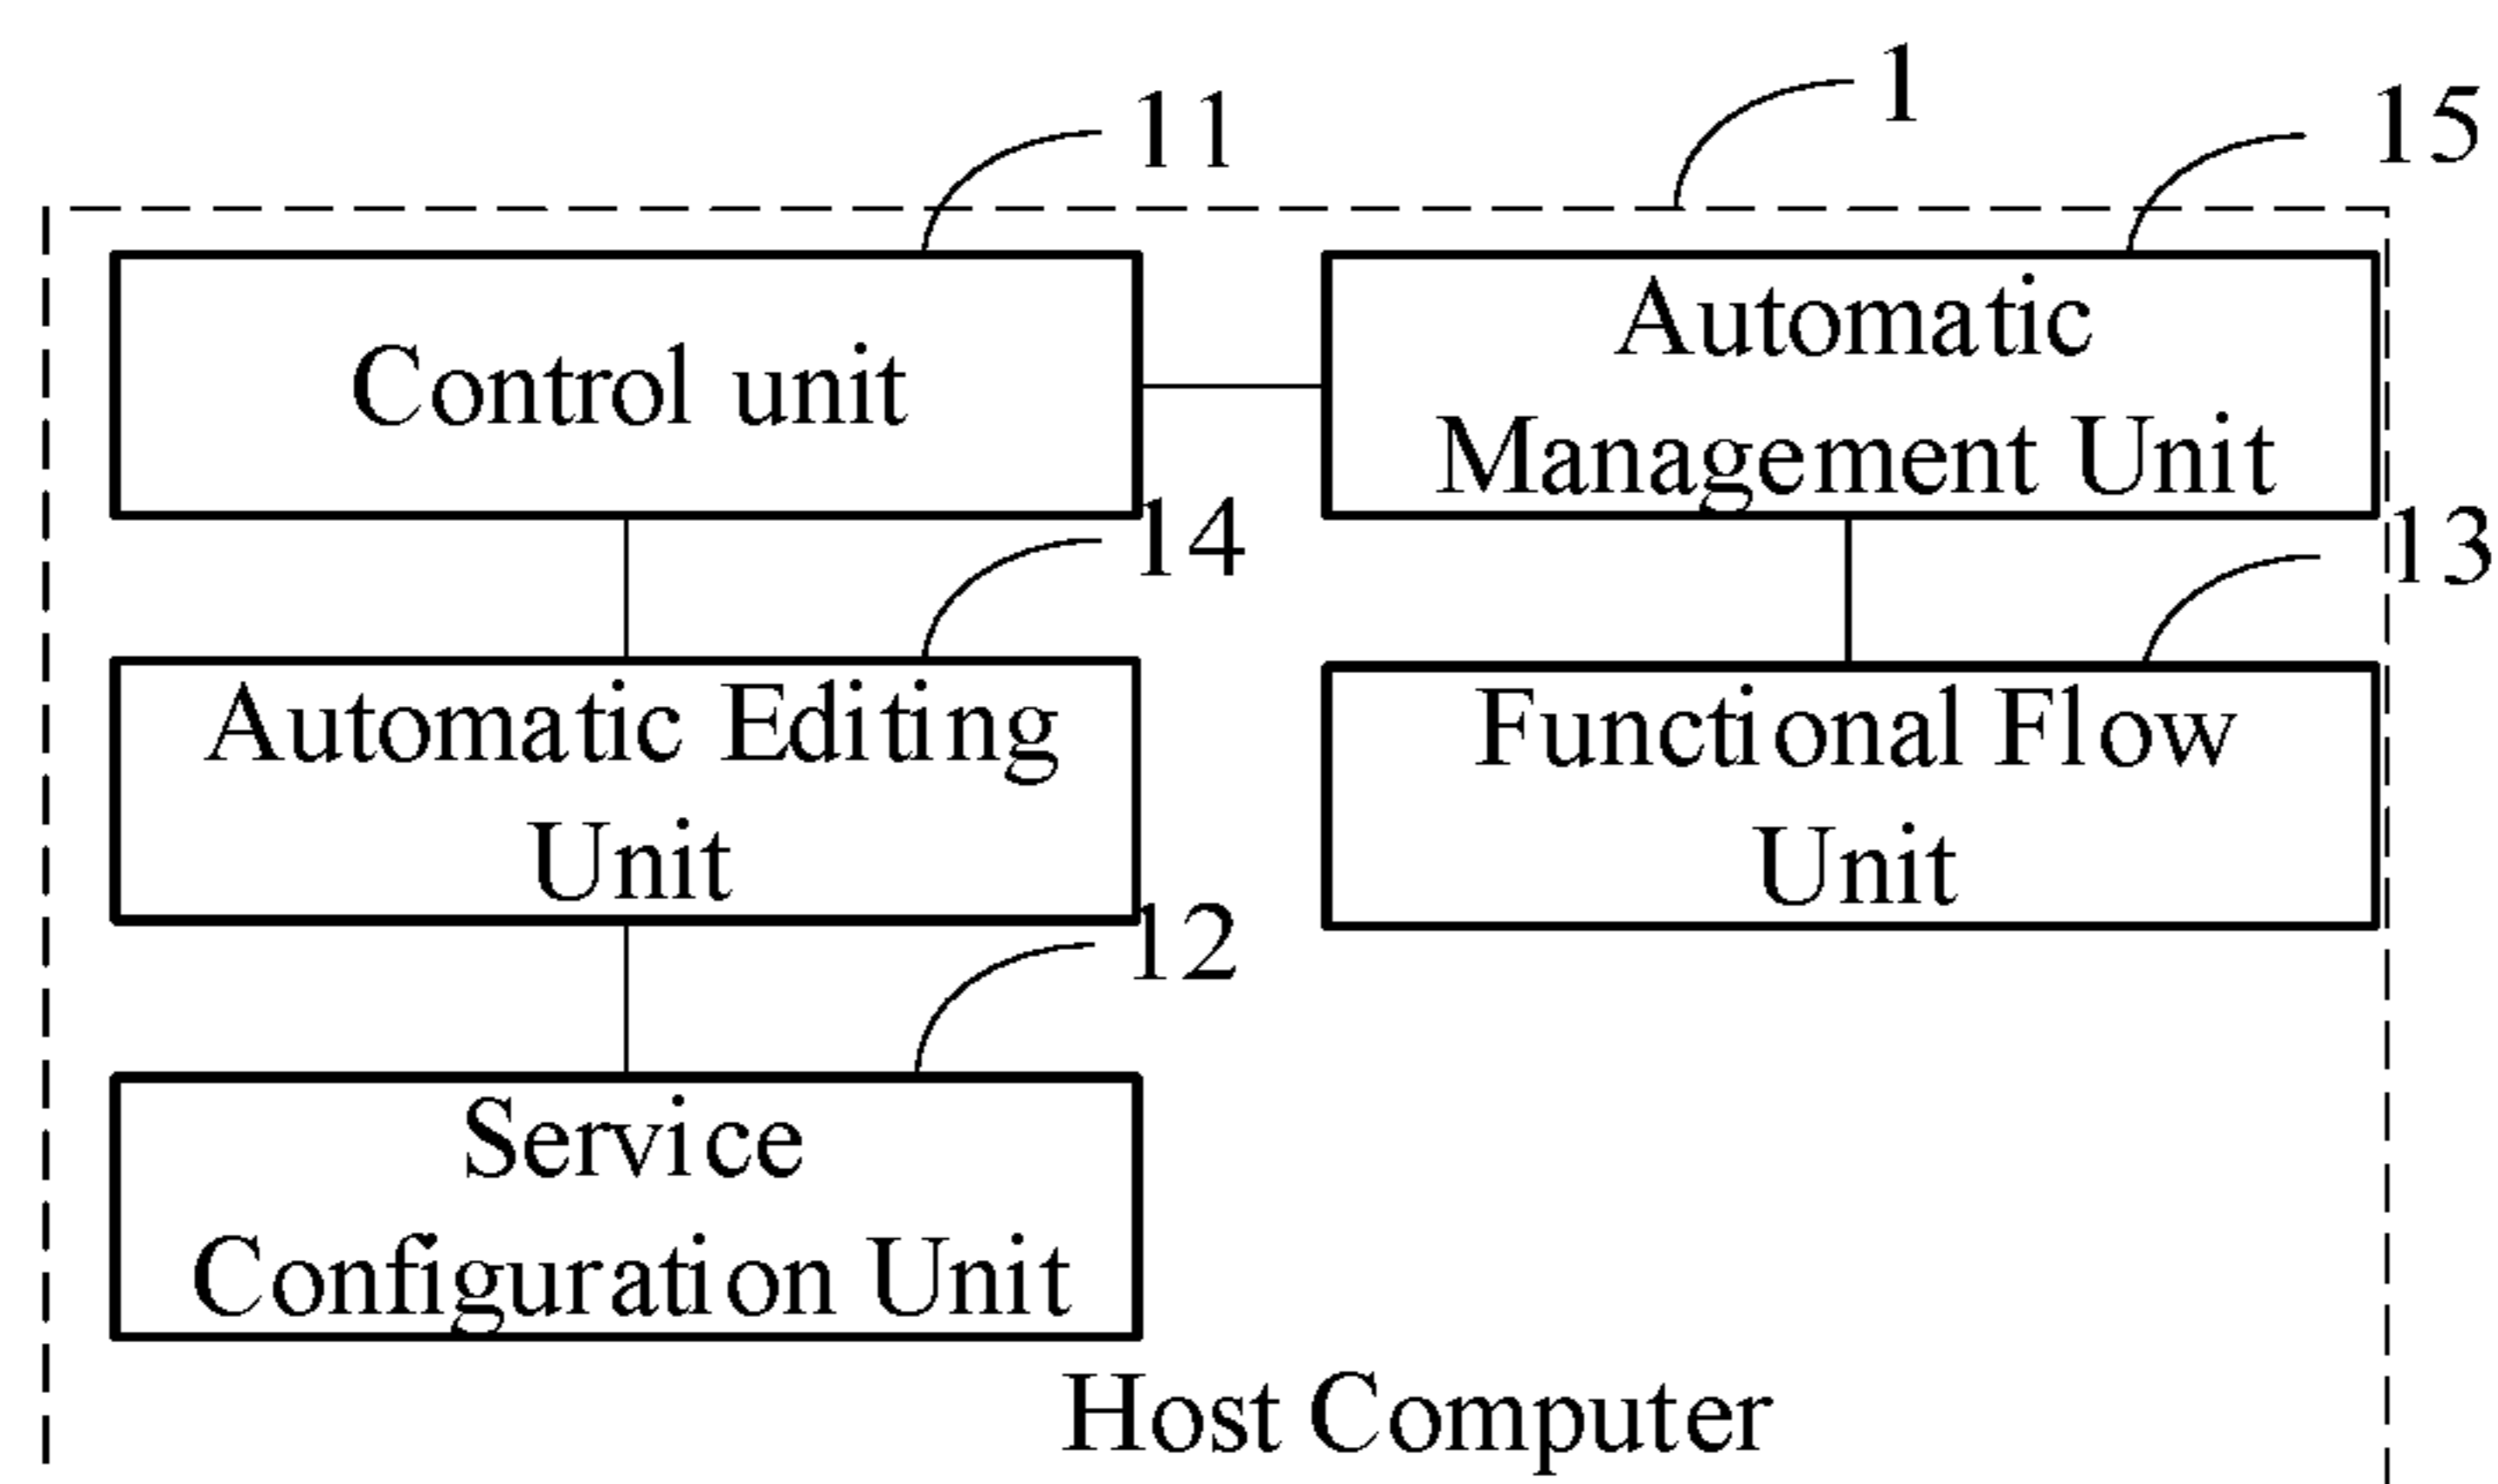 1
11
15
Control unit
Automatic
Management Unit
14
13
Automatic Editing
Unit
Functional Flow
Unit
12
Service
Configuration Unit
Host Computer